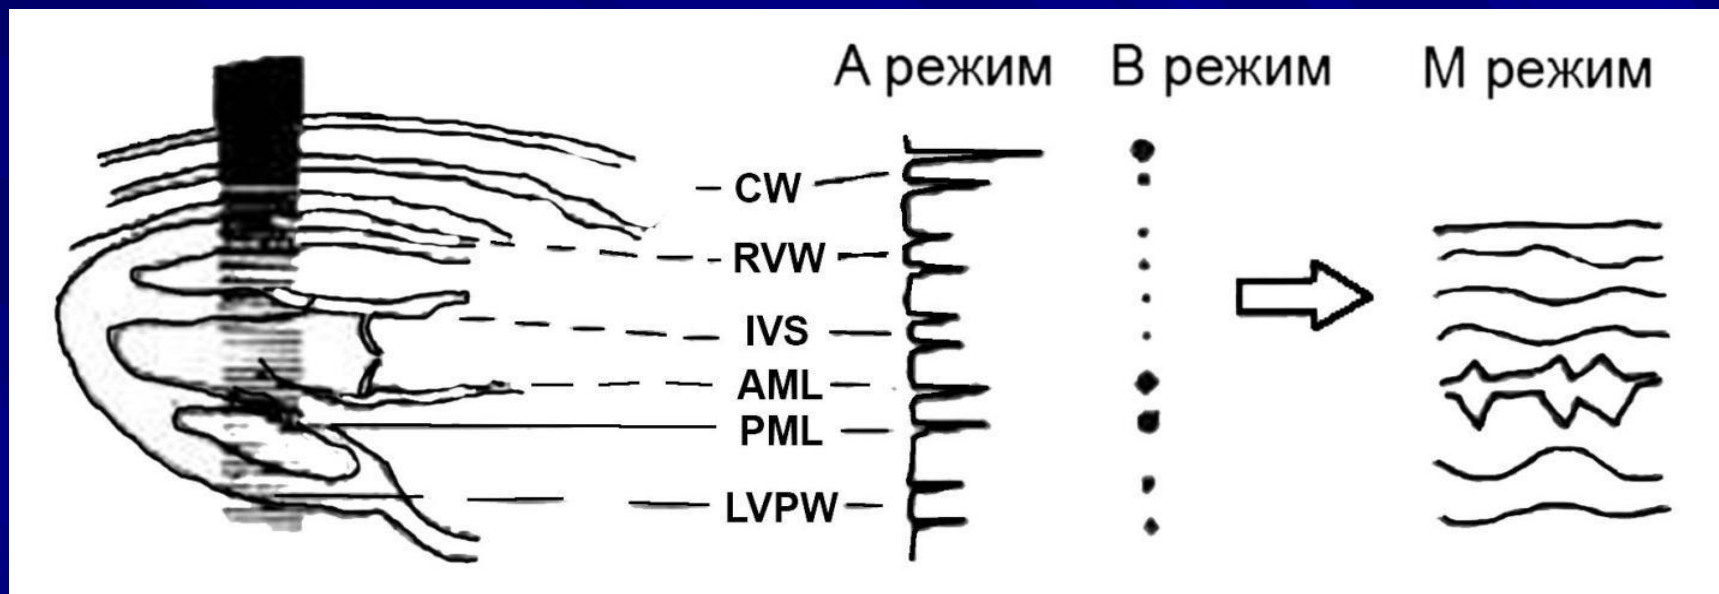 А режим
В режим
М режим
CW
RVW
IVS
AML
PML
LVPW